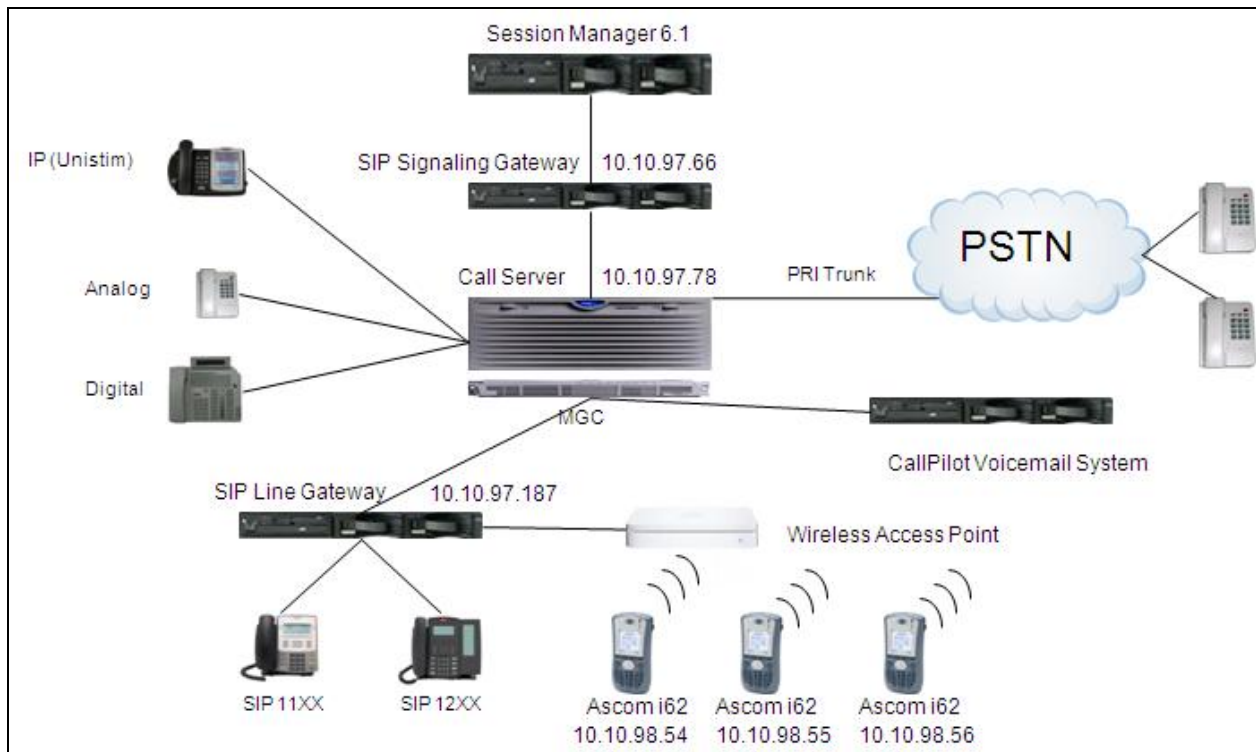 Session Manager 6.1
IP (Unistim)
SIP Signaling Gateway 10.10.97.66
PSTN
Call Server 10.10.97.78
PRI Trunk
Analog
Digital
MGC
CallPilot Voicemail System
SIP Line Gateway 10.10.97.187
Wireless Access Point
SIP 11XX
SIP 12XX
Ascom i62
10.10.98.54
Ascom i62
10.10.98.55
Ascom i62
10.10.98.56